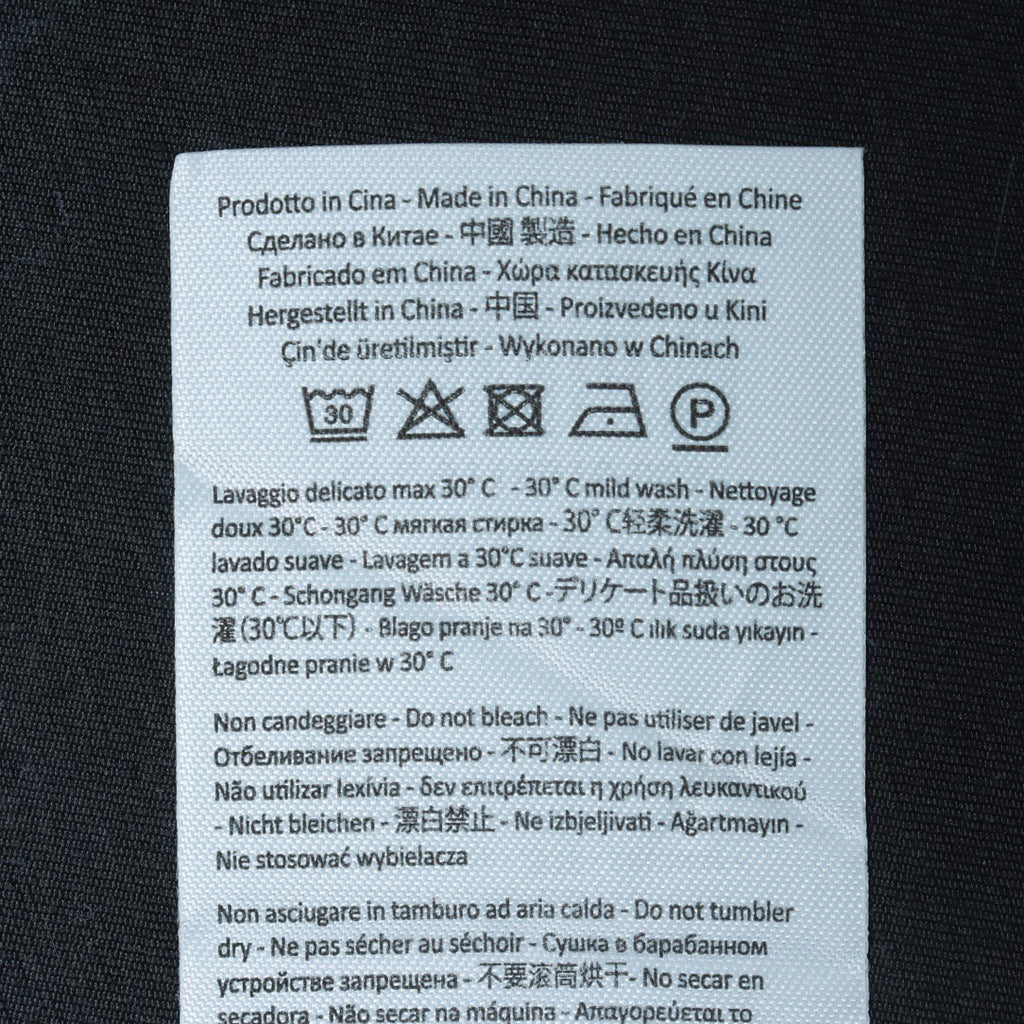 Prodotto in Cina - Made in China - Fabriqué en Chine
Сделано в Китае - 中國 製造 - Hecho en China
Fabricado em China - Χώρα κατασκευής Κίνα
Hergestellt in China - 中国 - Proizvedeno u Kini
Çin'de üretilmiştir - Wykonano w Chinach
30 P
Lavaggio delicato max 30° C - 30° C mild wash - Nettoyage
doux 30°C - 30° C мягкая стирка - 30° C轻柔洗濯 - 30 °C
lavado suave - Lavagem a 30°C suave - Απαλή πλύση στους
30° C - Schongang Wäsche 30° C -デリケート品扱いのお洗
濯(30℃以下) - Blago pranje na 30° - 30º C ılık suda yıkayın -
Łagodne pranie w 30° C
Non candeggiare - Do not bleach - Ne pas utiliser de javel -
Отбеливание запрещено - 不可漂白 - No lavar con lejía -
Não utilizar lexívia - δεν επιτρέπεται η χρήση λευκαντικού
- Nicht bleichen - 漂白禁止 - Ne izbjeljivati - Ağartmayın -
Nie stosować wybielacza
Non asciugare in tamburo ad aria calda - Do not tumbler
dry - Ne pas sécher au séchoir - Сушка в барабанном
устройстве запрещена - 不要滚筒烘干- No secar en
secadora - Não secar na máquina - Απαγορεύεται το